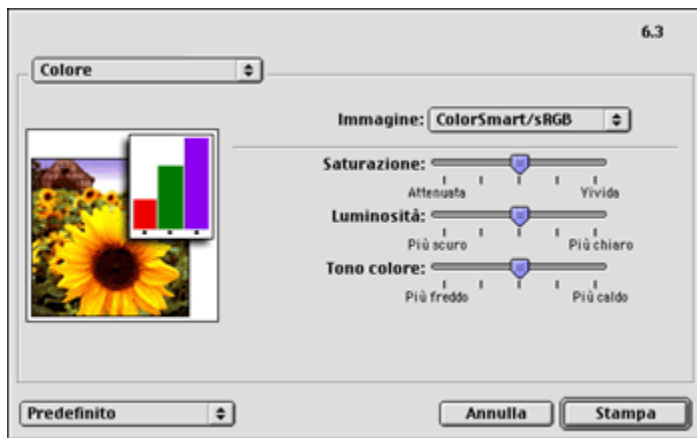 6.3
Colore
Immagine: ColorSmart/sRGB
Saturazione:
Attenuata Vivida
Luminosità:
Più scuro Più chiaro
Tono colore:
Più freddo Più caldo
Predefinito Annulla Stampa